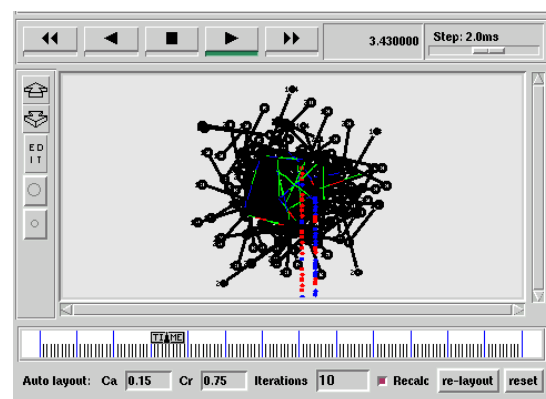 3.430000 Step: 2.0ms
E D
I T
TIME
Auto layout: Ca 0.15 Cr 0.75 Iterations 10 Recalc re-layout reset